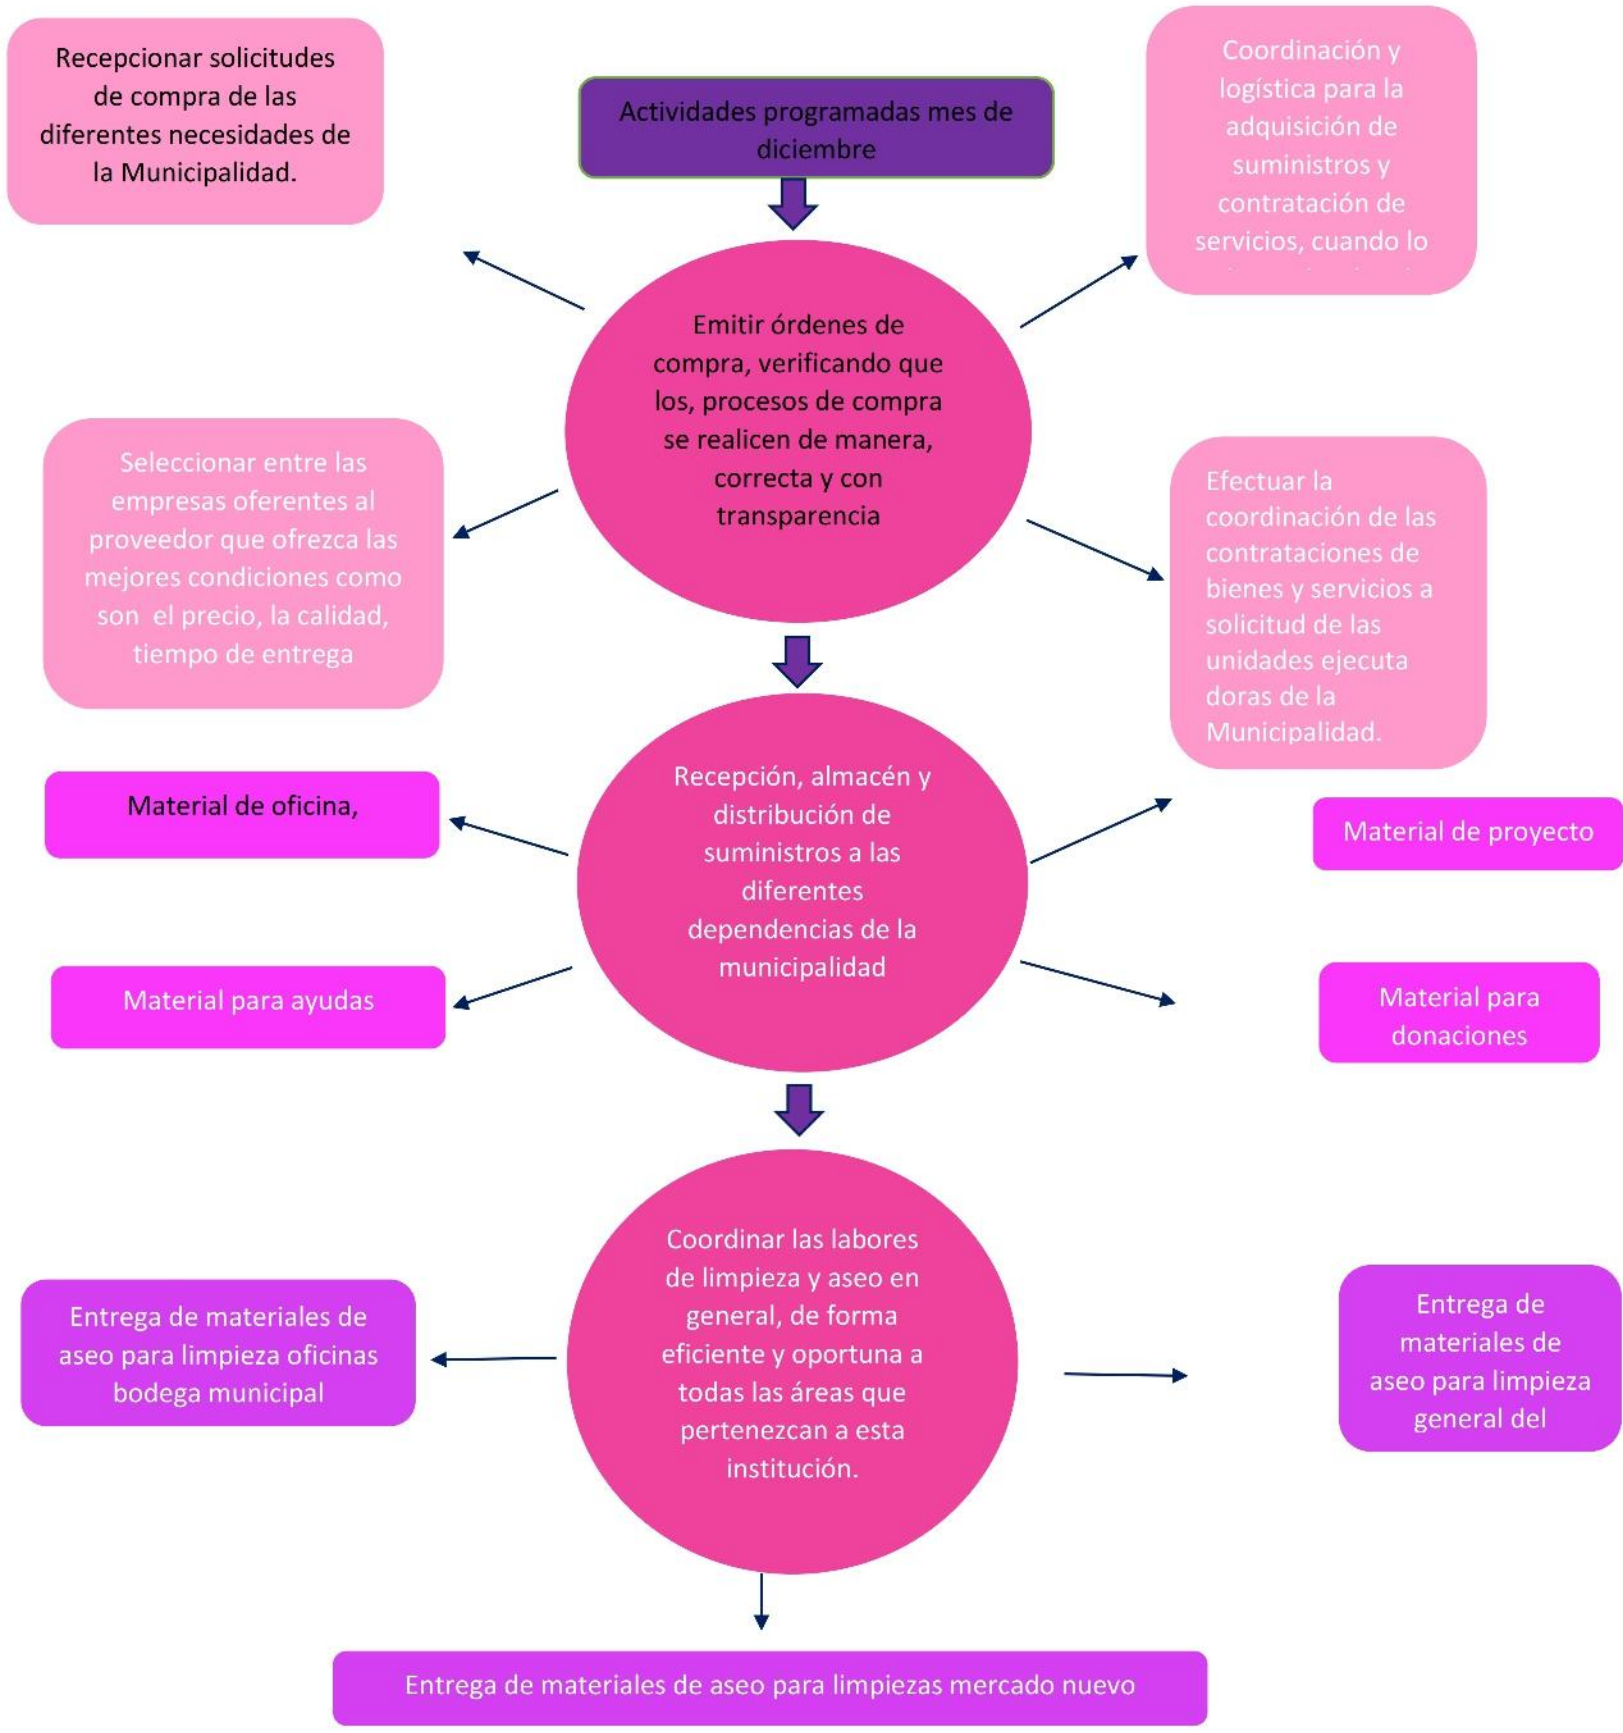 Recepcionar solicitudes
de compra de las
diferentes necesidades de
la Municipalidad.
Actividades programadas mes de
diciembre
Coordinación y
logística para la
adquisición de
suministros y
contratación de
servicios, cuando lo
Emitir órdenes de
compra, verificando que
los, procesos de compra
se realicen de manera,
correcta y con
transparencia
Seleccionar entre las
empresas oferentes al
proveedor que ofrezca las
mejores condiciones como
son el precio, la calidad,
tiempo de entrega
Efectuar la
coordinación de las
contrataciones de
bienes y servicios a
solicitud de las
unidades ejecuta
doras de la
Municipalidad.
Recepción, almacén y
distribución de
suministros a las
diferentes
dependencias de la
municipalidad
Material de oficina,
Material de proyecto
Material para ayudas
Material para
donaciones
Coordinar las labores
de limpieza y aseo en
general, de forma
eficiente y oportuna a
todas las áreas que
pertenezcan a esta
institución.
Entrega de materiales de
aseo para limpieza oficinas
bodega municipal
Entrega de
materiales de
aseo para limpieza
general del
Entrega de materiales de aseo para limpiezas mercado nuevo